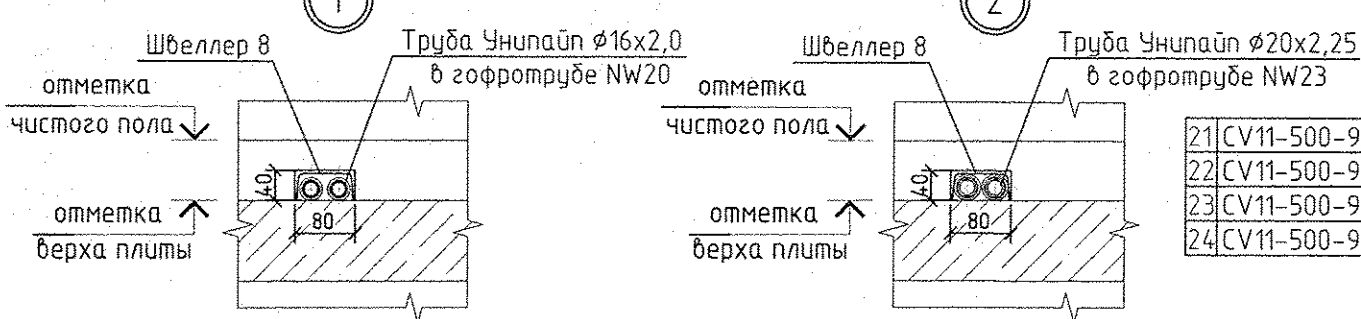 1
Швеллер 8
Труба Унипайп Ø16х2,0
в гофротрубе NW20
отметка
чистого пола
40
80
отметка
верха плиты
2
Швеллер 8
Труба Унипайп Ø20х2,25
в гофротрубе NW23
отметка
чистого пола
40
80
отметка
верха плиты
21 CV11-500-9
22 CV11-500-9
23 CV11-500-9
24 CV11-500-9